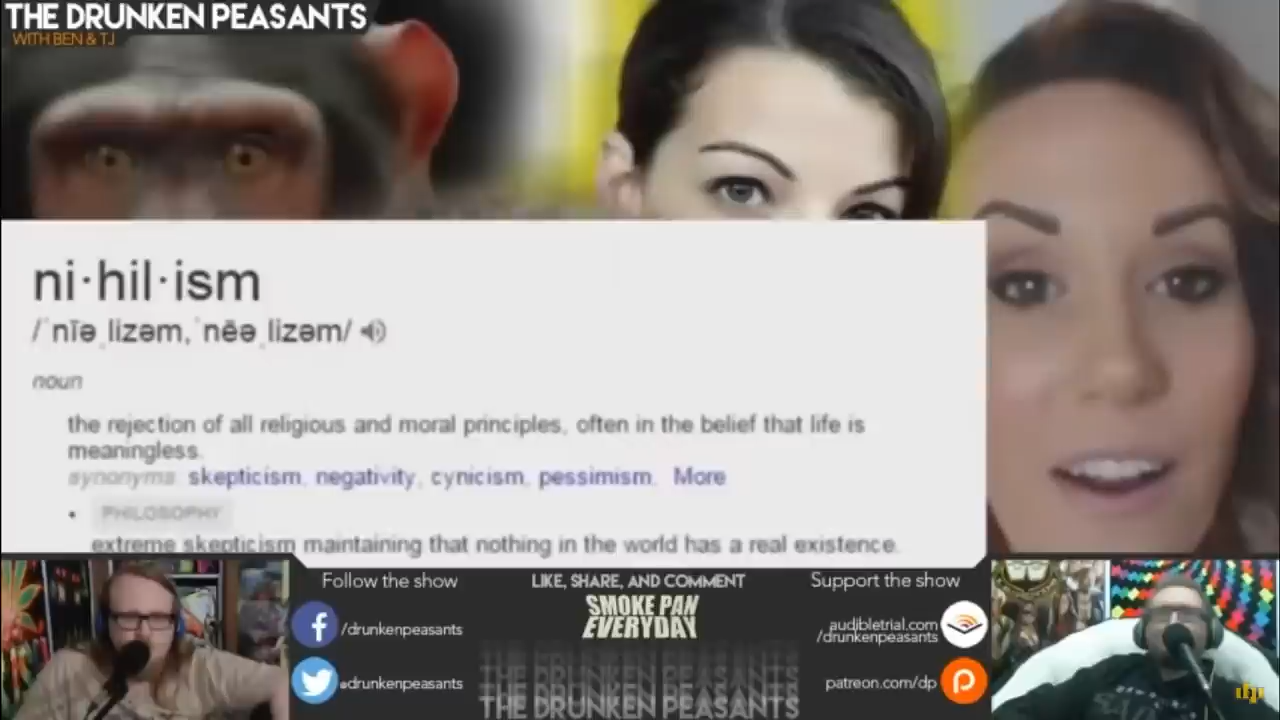 THE DRUNKEN PEASANTS
WITH BEN & TJ
ni·hil·ism
/ˈnīəˌlizəm,ˈnēəˌlizəm/
noun
the rejection of all religious and moral principles, often in the belief that life is
meaningless.
synonyms: skepticism, negativity, cynicism, pessimism, More
• PHILOSOPHY
extreme skepticism maintaining that nothing in the world has a real existence.
Follow the show
/drunkenpeasants
@drunkenpeasants
LIKE, SHARE, AND COMMENT
SMOKE PAN
EVERYDAY
THE DRUNKEN PEASANTS
THE DRUNKEN PEASANTS
Support the show
audibletrial.com
/drunkenpeasants
patreon.com/dp